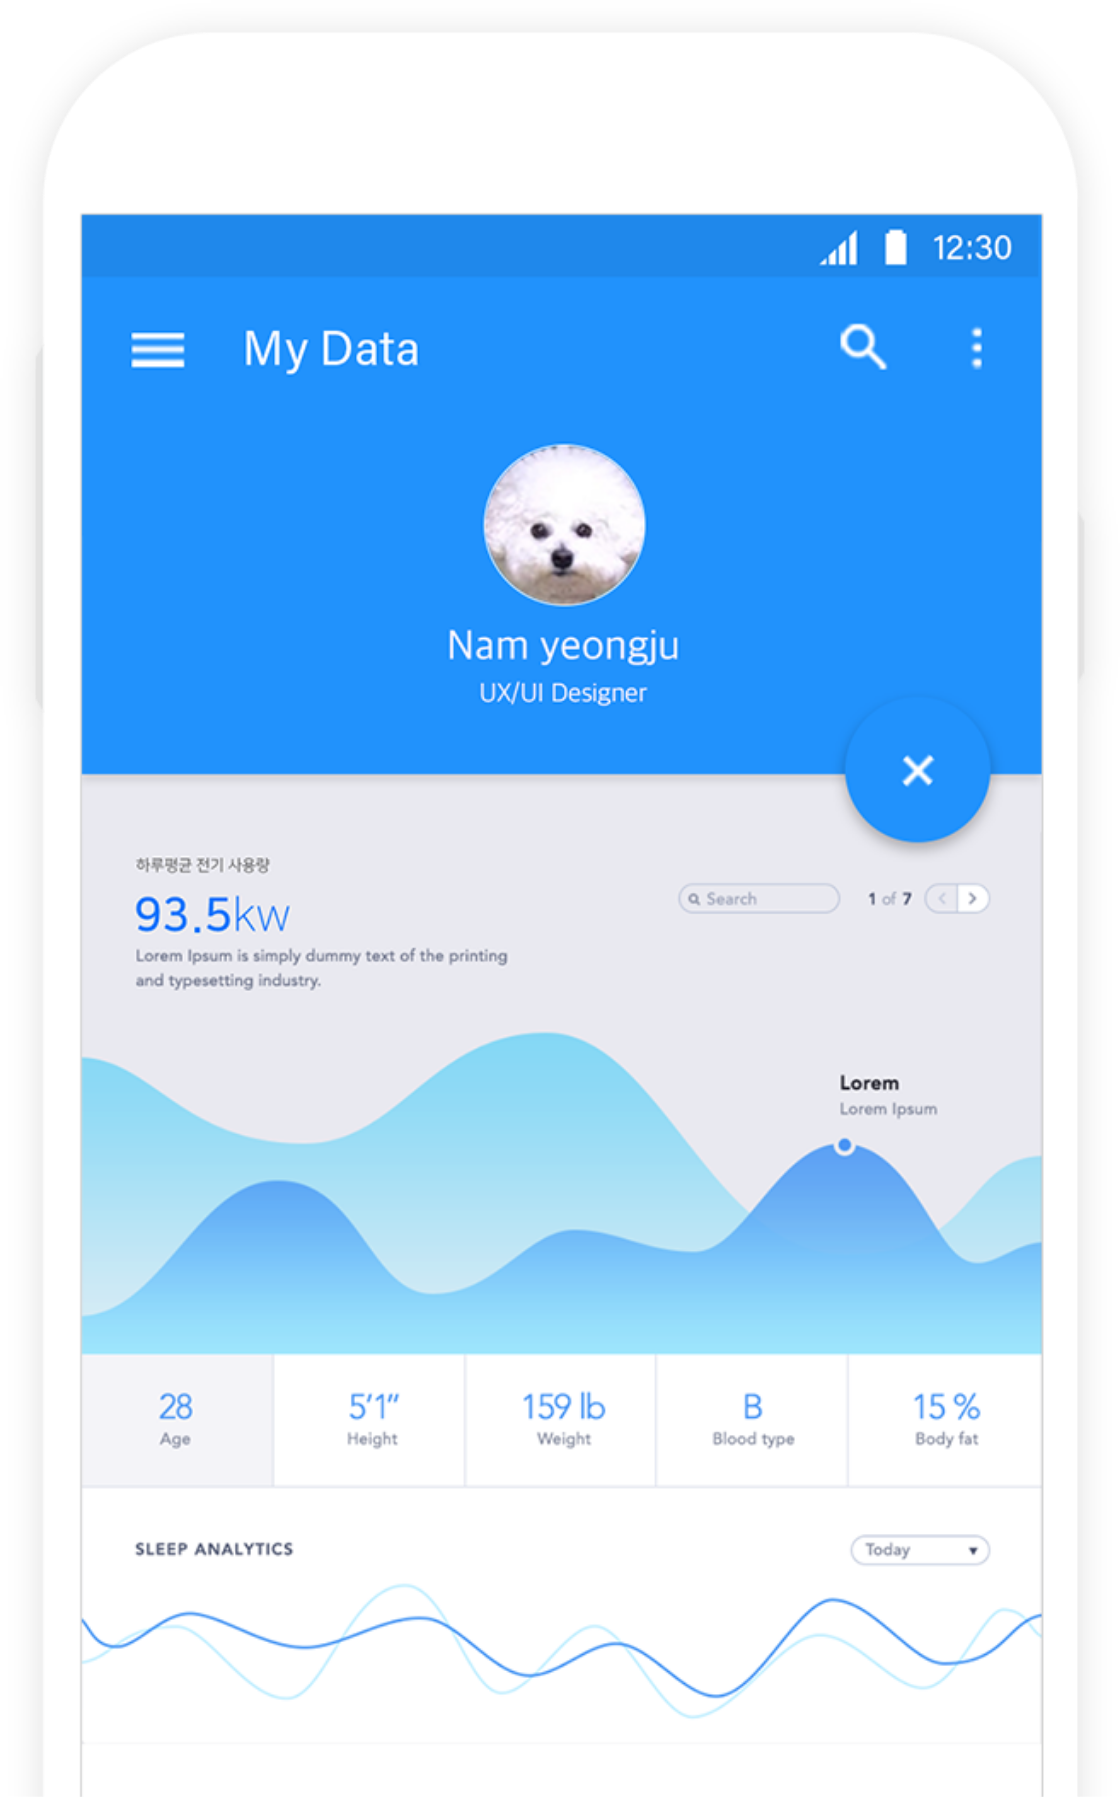 12:30
My Data
Nam yeongju
UX/UI Designer
하루평균 전기 사용량
93.5kw
Search
1 of 7
Lorem Ipsum is simply dummy text of the printing
and typesetting industry.
Lorem
Lorem Ipsum
28
Age
5′1″
Height
159 lb
Weight
B
Blood type
15 %
Body fat
SLEEP ANALYTICS
Today